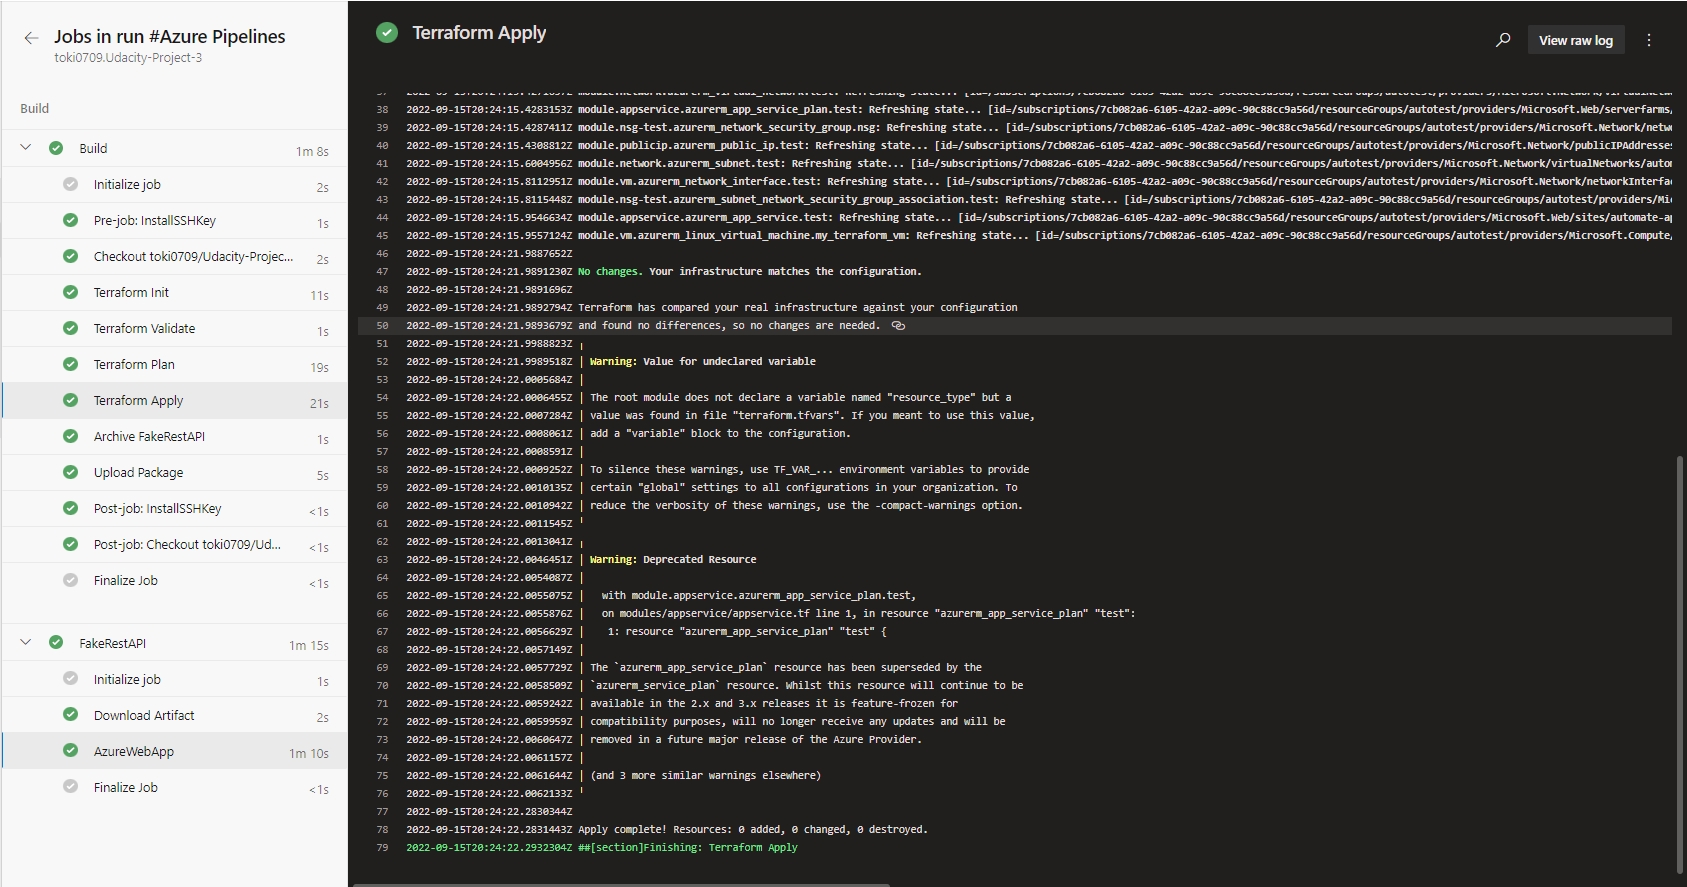 Jobs in run #Azure Pipelines
toki0709.Udacity-Project-3
Build
Build 1m 8s
Initialize job 2s
Pre-job: InstallSSHKey 1s
Checkout toki0709/Udacity-Projec... 2s
Terraform Init 11s
Terraform Validate 1s
Terraform Plan 19s
Terraform Apply 21s
Archive FakeRestAPI 1s
Upload Package 5s
Post-job: InstallSSHKey <1s
Post-job: Checkout toki0709/Ud... <1s
Finalize Job <1s
FakeRestAPI 1m 15s
Initialize job 1s
Download Artifact 2s
AzureWebApp 1m 10s
Finalize Job <1s
Terraform Apply
View raw log
38 2022-09-15T20:24:15.4283153Z module.appservice.azurerm_app_service_plan.test: Refreshing state... [id=/subscriptions/7cb082a6-6105-42a2-a09c-90c88cc9a56d/resourceGroups/autotest/providers/Microsoft.Web/serverfarms/
39 2022-09-15T20:24:15.4287411Z module.nsg-test.azurerm_network_security_group.nsg: Refreshing state... [id=/subscriptions/7cb082a6-6105-42a2-a09c-90c88cc9a56d/resourceGroups/autotest/providers/Microsoft.Network/netwo
40 2022-09-15T20:24:15.4308812Z module.publicip.azurerm_public_ip.test: Refreshing state... [id=/subscriptions/7cb082a6-6105-42a2-a09c-90c88cc9a56d/resourceGroups/autotest/providers/Microsoft.Network/publicIPAddresses
41 2022-09-15T20:24:15.6004956Z module.network.azurerm_subnet.test: Refreshing state... [id=/subscriptions/7cb082a6-6105-42a2-a09c-90c88cc9a56d/resourceGroups/autotest/providers/Microsoft.Network/virtualNetworks/autom
42 2022-09-15T20:24:15.8112951Z module.vm.azurerm_network_interface.test: Refreshing state... [id=/subscriptions/7cb082a6-6105-42a2-a09c-90c88cc9a56d/resourceGroups/autotest/providers/Microsoft.Network/networkInterfac
43 2022-09-15T20:24:15.8115448Z module.nsg-test.azurerm_subnet_network_security_group_association.test: Refreshing state... [id=/subscriptions/7cb082a6-6105-42a2-a09c-90c88cc9a56d/resourceGroups/autotest/providers/Mic
44 2022-09-15T20:24:15.9546634Z module.appservice.azurerm_app_service.test: Refreshing state... [id=/subscriptions/7cb082a6-6105-42a2-a09c-90c88cc9a56d/resourceGroups/autotest/providers/Microsoft.Web/sites/automate-ap
45 2022-09-15T20:24:15.9557124Z module.vm.azurerm_linux_virtual_machine.my_terraform_vm: Refreshing state... [id=/subscriptions/7cb082a6-6105-42a2-a09c-90c88cc9a56d/resourceGroups/autotest/providers/Microsoft.Compute/
46 2022-09-15T20:24:21.9887652Z
47 2022-09-15T20:24:21.9891230Z No changes. Your infrastructure matches the configuration.
48 2022-09-15T20:24:21.9891696Z
49 2022-09-15T20:24:21.9892794Z Terraform has compared your real infrastructure against your configuration
50 2022-09-15T20:24:21.9893679Z and found no differences, so no changes are needed.
51 2022-09-15T20:24:21.9988823Z ╷
52 2022-09-15T20:24:21.9989518Z │ Warning: Value for undeclared variable
53 2022-09-15T20:24:22.0005684Z │
54 2022-09-15T20:24:22.0006455Z │ The root module does not declare a variable named "resource_type" but a
55 2022-09-15T20:24:22.0007284Z │ value was found in file "terraform.tfvars". If you meant to use this value,
56 2022-09-15T20:24:22.0008061Z │ add a "variable" block to the configuration.
57 2022-09-15T20:24:22.0008591Z │
58 2022-09-15T20:24:22.0009252Z │ To silence these warnings, use TF_VAR_... environment variables to provide
59 2022-09-15T20:24:22.0010135Z │ certain "global" settings to all configurations in your organization. To
60 2022-09-15T20:24:22.0010942Z │ reduce the verbosity of these warnings, use the -compact-warnings option.
61 2022-09-15T20:24:22.0011545Z ╵
62 2022-09-15T20:24:22.0013041Z ╷
63 2022-09-15T20:24:22.0046451Z │ Warning: Deprecated Resource
64 2022-09-15T20:24:22.0054087Z │
65 2022-09-15T20:24:22.0055075Z │ with module.appservice.azurerm_app_service_plan.test,
66 2022-09-15T20:24:22.0055876Z │ on modules/appservice/appservice.tf line 1, in resource "azurerm_app_service_plan" "test":
67 2022-09-15T20:24:22.0056629Z │ 1: resource "azurerm_app_service_plan" "test" {
68 2022-09-15T20:24:22.0057149Z │
69 2022-09-15T20:24:22.0057729Z │ The `azurerm_app_service_plan` resource has been superseded by the
70 2022-09-15T20:24:22.0058509Z │ `azurerm_service_plan` resource. Whilst this resource will continue to be
71 2022-09-15T20:24:22.0059242Z │ available in the 2.x and 3.x releases it is feature-frozen for
72 2022-09-15T20:24:22.0059959Z │ compatibility purposes, will no longer receive any updates and will be
73 2022-09-15T20:24:22.0060647Z │ removed in a future major release of the Azure Provider.
74 2022-09-15T20:24:22.0061157Z │
75 2022-09-15T20:24:22.0061644Z │ (and 3 more similar warnings elsewhere)
76 2022-09-15T20:24:22.0062133Z ╵
77 2022-09-15T20:24:22.2830344Z
78 2022-09-15T20:24:22.2831443Z Apply complete! Resources: 0 added, 0 changed, 0 destroyed.
79 2022-09-15T20:24:22.2932304Z ##[section]Finishing: Terraform Apply